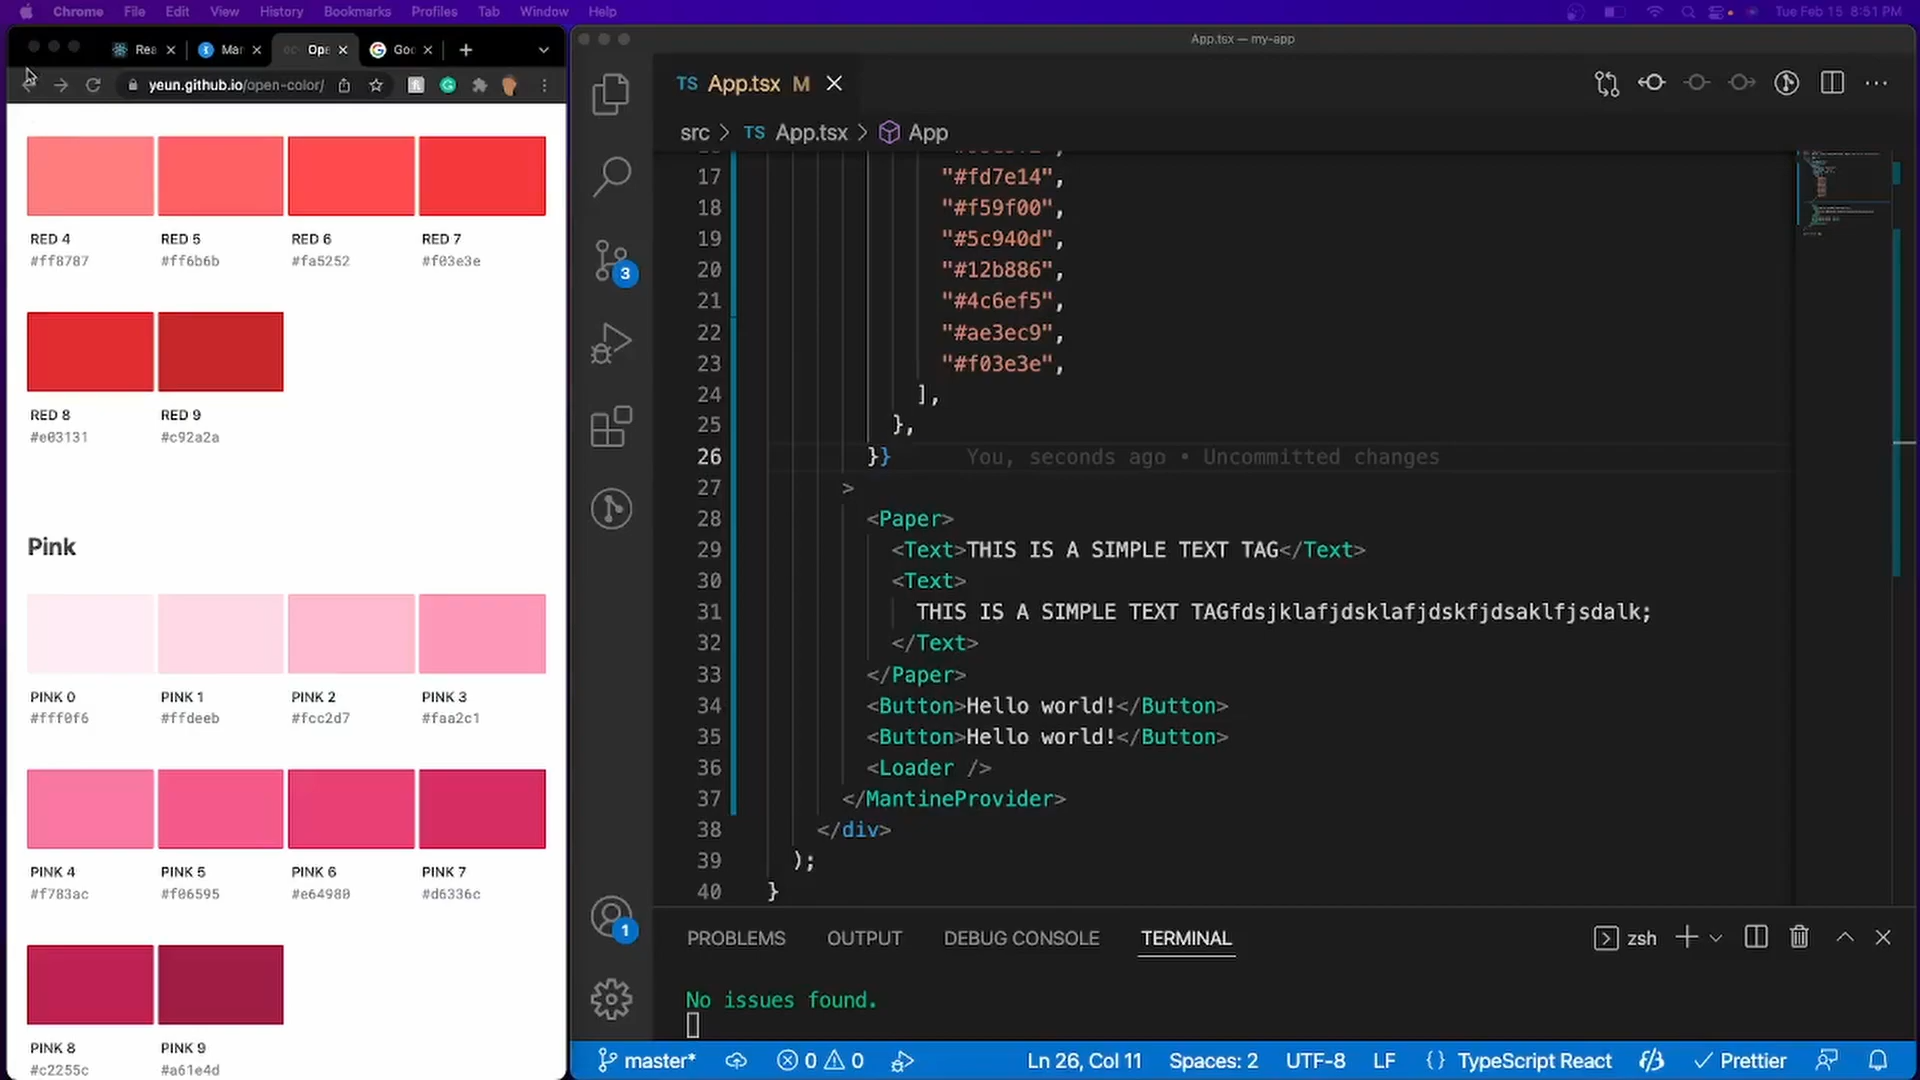 Chrome File Edit View History Bookmarks Profiles Tab Window Help
Tue Feb 15 8:51 PM
Rea
Mar
Ope
Goo
yeun.github.io/open-color/
RED 4 RED 5 RED 6 RED 7
#ff8787 #ff6b6b #fa5252 #f03e3e
RED 8 RED 9
#e03131 #c92a2a
Pink
PINK 0 PINK 1 PINK 2 PINK 3
#fff0f6 #ffdeeb #fcc2d7 #faa2c1
PINK 4 PINK 5 PINK 6 PINK 7
#f783ac #f06595 #e64980 #d6336c
PINK 8 PINK 9
#c2255c #a61e4d
App.tsx — my-app
TS App.tsx M
src > TS App.tsx > App
3
1
17 "#fd7e14",
18 "#f59f00",
19 "#5c940d",
20 "#12b886",
21 "#4c6ef5",
22 "#ae3ec9",
23 "#f03e3e",
24 ],
25 },
26 }} You, seconds ago • Uncommitted changes
27 >
28 <Paper>
29 <Text>THIS IS A SIMPLE TEXT TAG</Text>
30 <Text>
31 THIS IS A SIMPLE TEXT TAGfdsjklafjdsklafjdskfjdsaklfjsdalk;
32 </Text>
33 </Paper>
34 <Button>Hello world!</Button>
35 <Button>Hello world!</Button>
36 <Loader />
37 </MantineProvider>
38 </div>
39 );
40 }
PROBLEMS OUTPUT DEBUG CONSOLE TERMINAL
zsh
No issues found.
master* 0 0 Ln 26, Col 11 Spaces: 2 UTF-8 LF {} TypeScript React Prettier